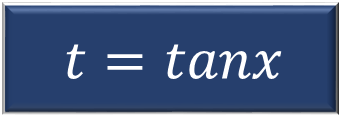 t = tanx